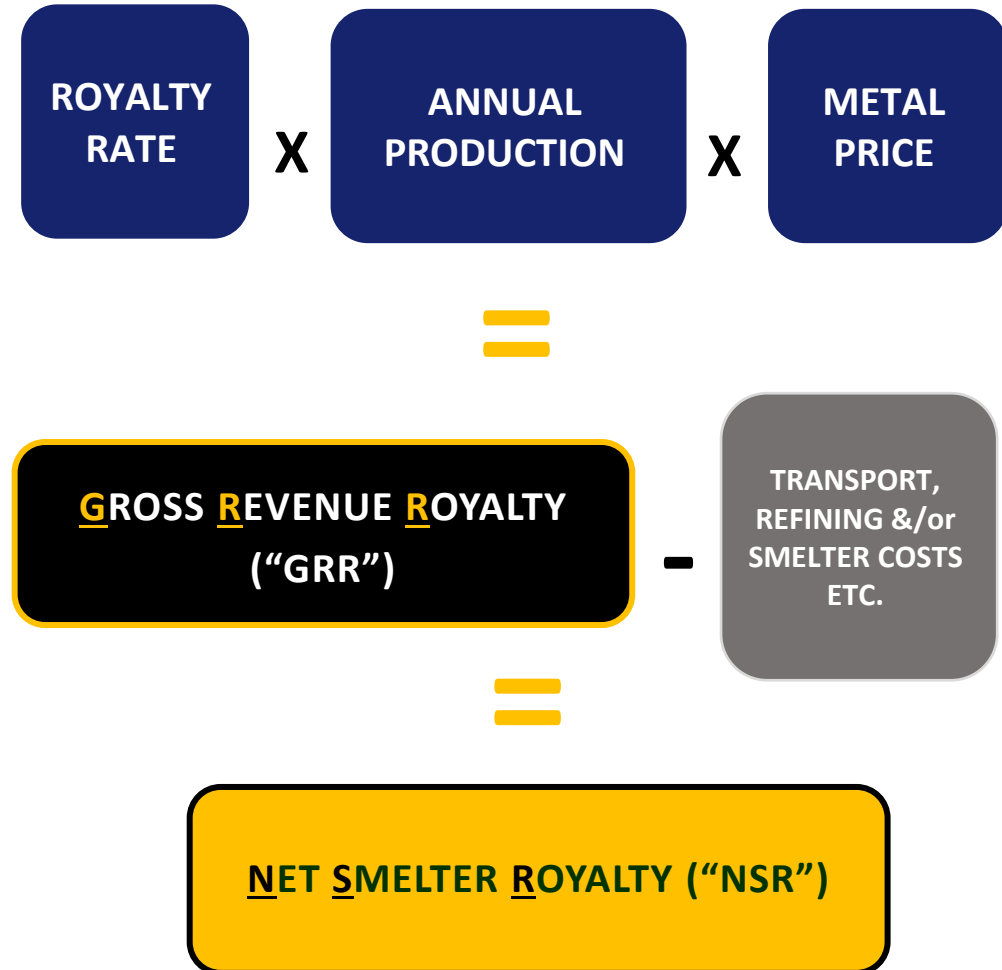 ROYALTY
RATE
X
ANNUAL
PRODUCTION
X
METAL
PRICE
=
GROSS REVENUE ROYALTY
(“GRR”)
-
TRANSPORT,
REFINING &/or
SMELTER COSTS
ETC.
=
NET SMELTER ROYALTY (“NSR”)